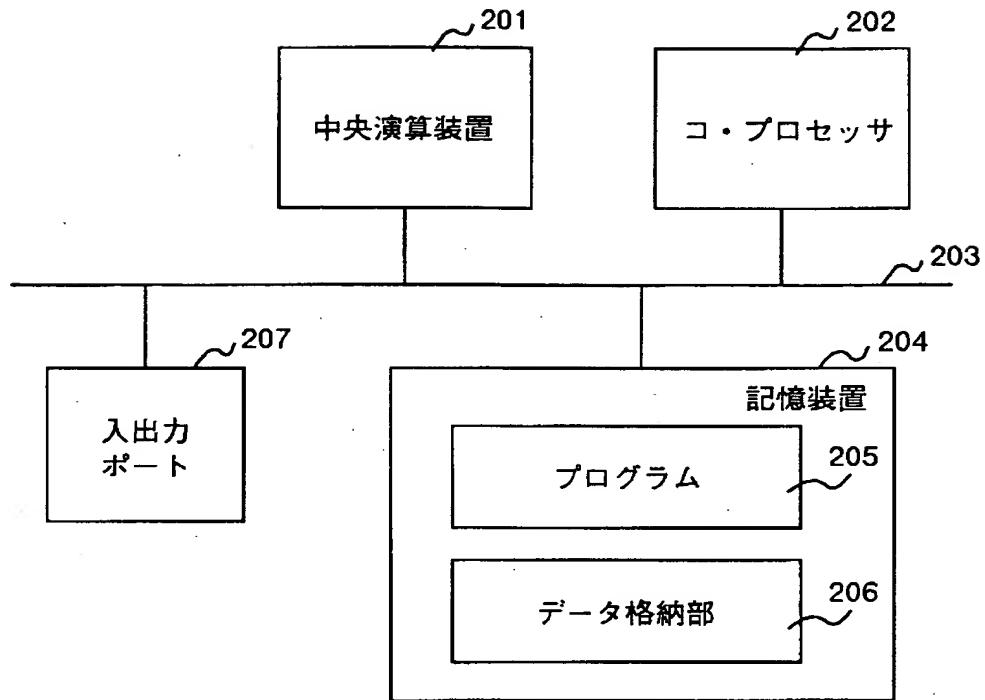 201
中央演算装置
202
コ・プロセッサ
203
207
入出力
ポート
204
記憶装置
プログラム
205
データ格納部
206